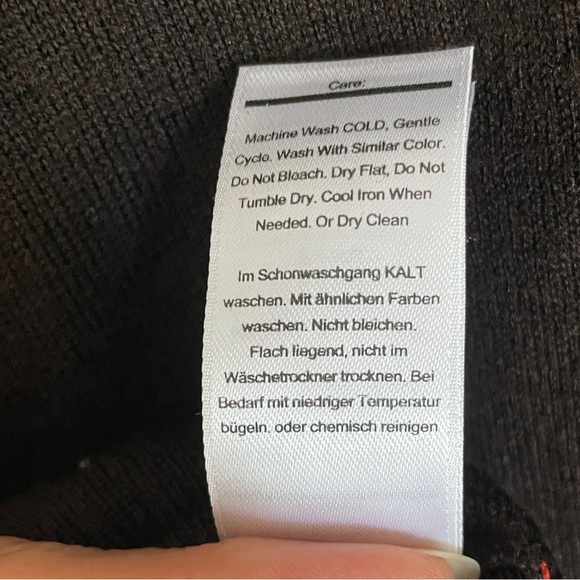 Care:
Machine Wash COLD, Gentle
Cycle. Wash With Similar Color.
Do Not Bleach. Dry Flat, Do Not
Tumble Dry. Cool Iron When
Needed. Or Dry Clean
Im Schonwaschgang KALT
waschen. Mit ähnlichen Farben
waschen. Nicht bleichen.
Flach liegend, nicht im
Wäschetrockner trocknen. Bei
Bedarf mit niedriger Temperatur
bügeln, oder chemisch reinigen